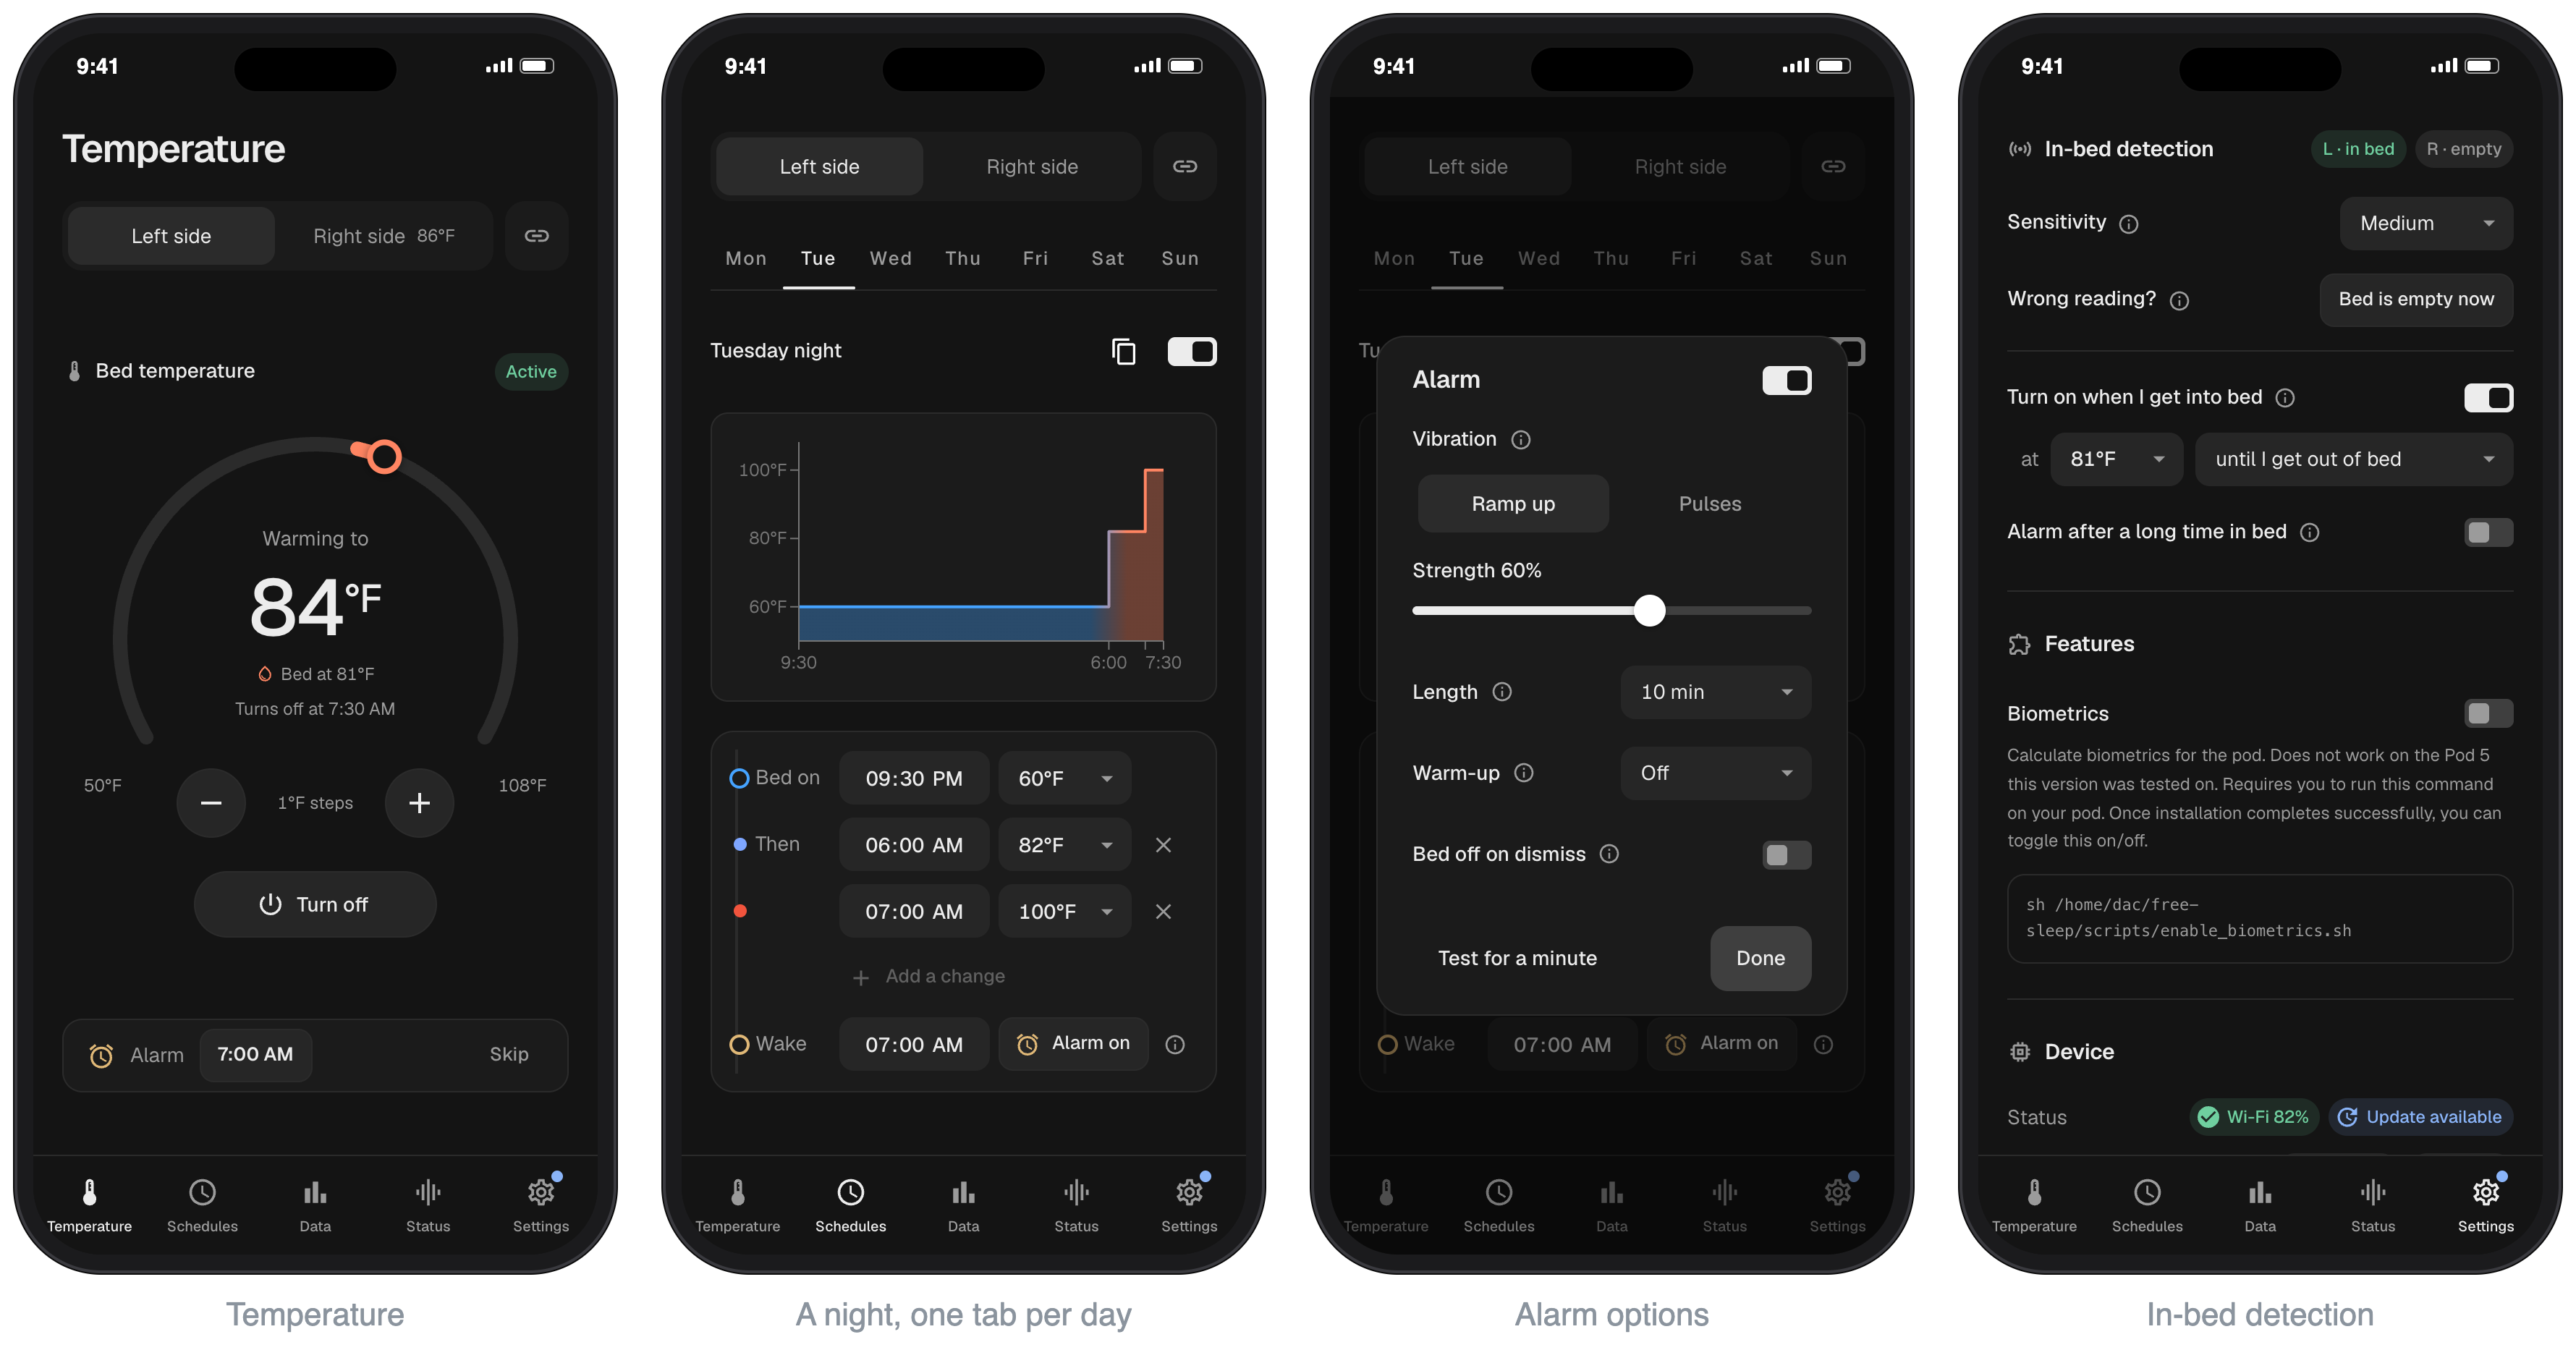 9:41
Temperature
Left side
Right side 86°F
Bed temperature
Active
Warming to
84°F
Bed at 81°F
Turns off at 7:30 AM
50°F
1°F steps
108°F
Turn off
Alarm
7:00 AM
Skip
Temperature
Schedules
Data
Status
Settings
Temperature
9:41
Left side
Right side
Mon
Tue
Wed
Thu
Fri
Sat
Sun
Tuesday night
100°F
80°F
60°F
9:30
6:00
7:30
Bed on
09:30 PM
60°F
Then
06:00 AM
82°F
07:00 AM
100°F
Add a change
Wake
07:00 AM
Alarm on
Temperature
Schedules
Data
Status
Settings
A night, one tab per day
9:41
Left side
Right side
Mon
Tue
Wed
Thu
Fri
Sat
Sun
Tu
Alarm
Vibration
Ramp up
Pulses
Strength 60%
Length
10 min
Warm-up
Off
Bed off on dismiss
Test for a minute
Done
Wake
07:00 AM
Alarm on
Temperature
Schedules
Data
Status
Settings
Alarm options
9:41
In-bed detection
L · in bed
R · empty
Sensitivity
Medium
Wrong reading?
Bed is empty now
Turn on when I get into bed
at
81°F
until I get out of bed
Alarm after a long time in bed
Features
Biometrics
Calculate biometrics for the pod. Does not work on the Pod 5
this version was tested on. Requires you to run this command
on your pod. Once installation completes successfully, you can
toggle this on/off.
sh /home/dac/free-
sleep/scripts/enable_biometrics.sh
Device
Status
Wi-Fi 82%
Update available
Temperature
Schedules
Data
Status
Settings
In-bed detection